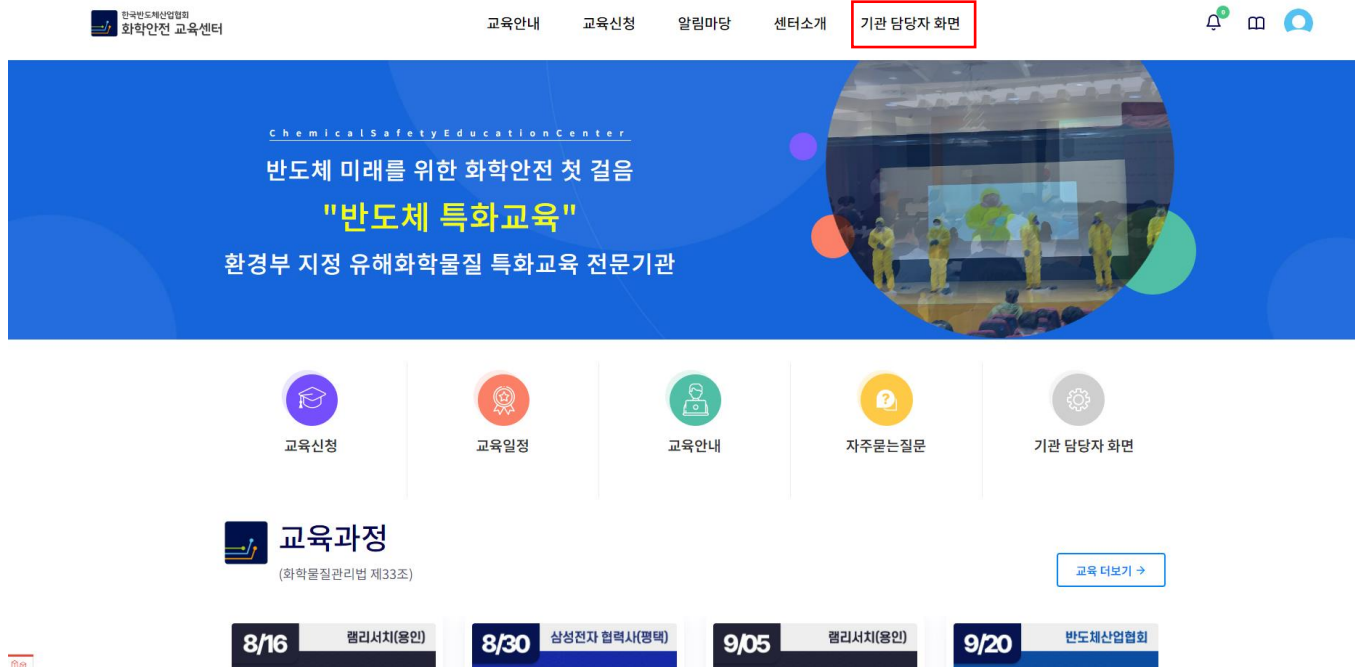 한국반도체산업협회
화학안전 교육센터
교육안내 교육신청 알림마당 센터소개 기관 담당자 화면
0
ChemicalSafetyEducationCenter
반도체 미래를 위한 화학안전 첫 걸음
"반도체 특화교육"
환경부 지정 유해화학물질 특화교육 전문기관
교육신청 교육일정 교육안내 자주묻는질문 기관 담당자 화면
교육과정
(화학물질관리법 제33조)
교육 더보기 →
8/16 램리서치(용인) 8/30 삼성전자 협력사(평택) 9/05 램리서치(용인) 9/20 반도체산업협회